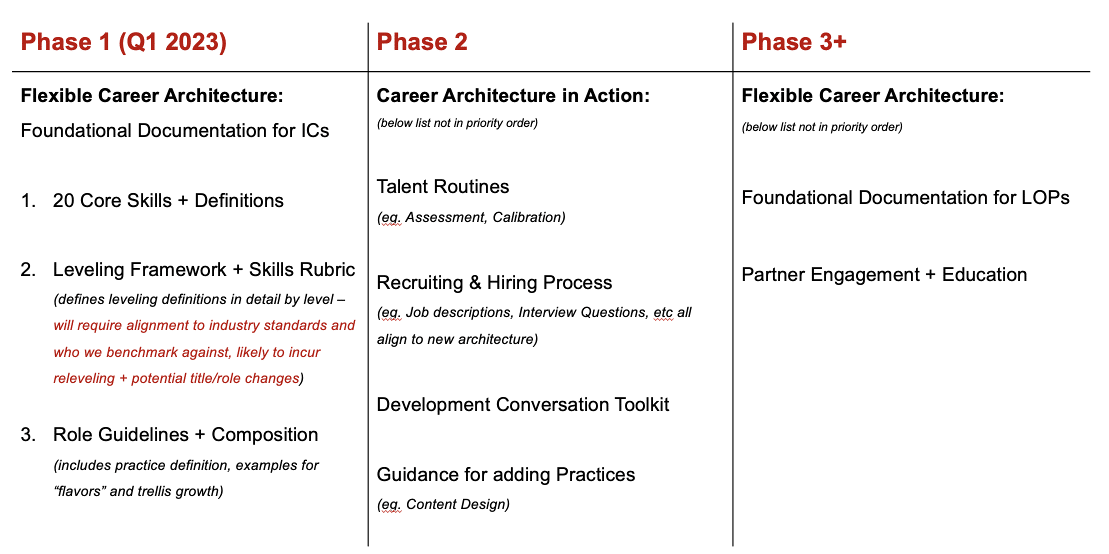 Phase 1 (Q1 2023)
Flexible Career Architecture:
Foundational Documentation for ICs
1. 20 Core Skills + Definitions
2. Leveling Framework + Skills Rubric
(defines leveling definitions in detail by level –
will require alignment to industry standards and
who we benchmark against, likely to incur
releveling + potential title/role changes)
3. Role Guidelines + Composition
(includes practice definition, examples for
“flavors” and trellis growth)
Phase 2
Career Architecture in Action:
(below list not in priority order)
Talent Routines
(eg. Assessment, Calibration)
Recruiting & Hiring Process
(eg. Job descriptions, Interview Questions, etc all
align to new architecture)
Development Conversation Toolkit
Guidance for adding Practices
(eg. Content Design)
Phase 3+
Flexible Career Architecture:
(below list not in priority order)
Foundational Documentation for LOPs
Partner Engagement + Education